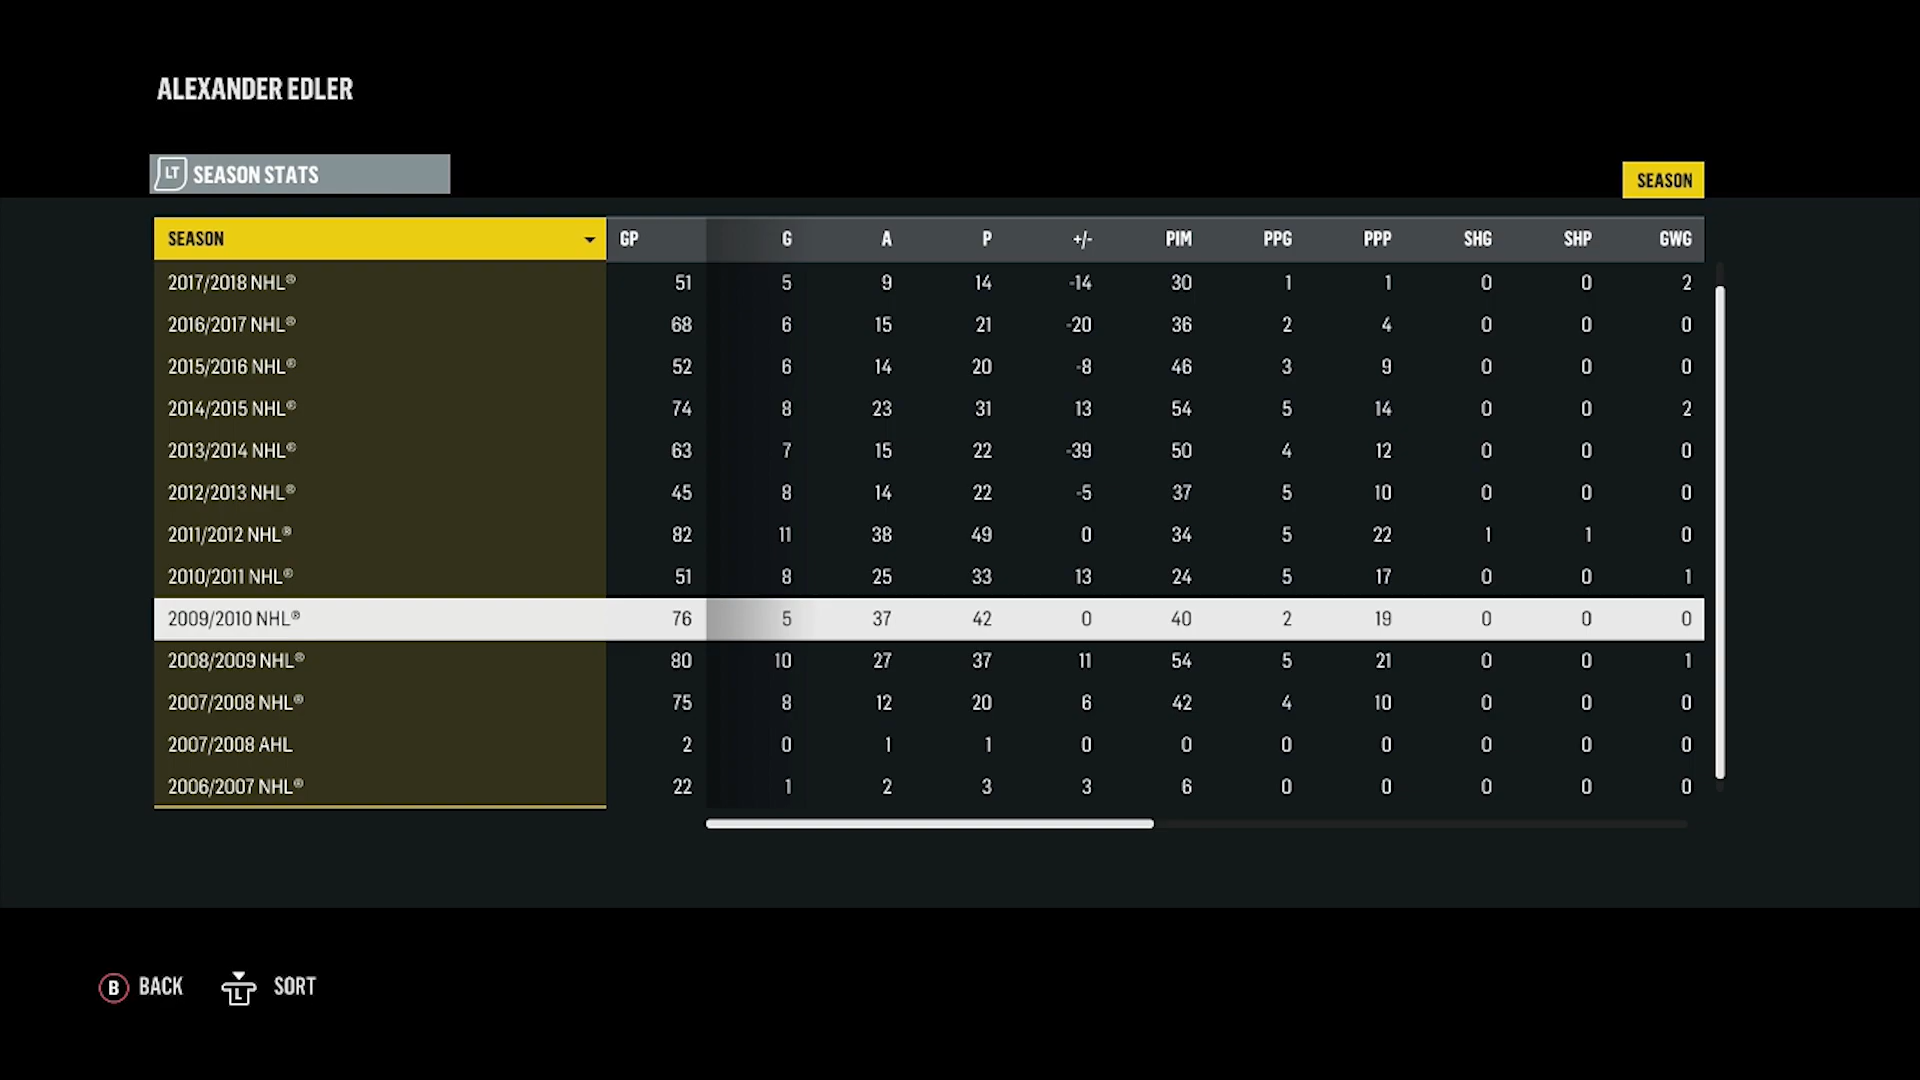 ALEXANDER EDLER
LT SEASON STATS
SEASON
SEASON GP G A P +/- PIM PPG PPP SHG SHP GWG
2017/2018 NHL® 51 5 9 14 -14 30 1 1 0 0 2
2016/2017 NHL® 68 6 15 21 -20 36 2 4 0 0 0
2015/2016 NHL® 52 6 14 20 -8 46 3 9 0 0 0
2014/2015 NHL® 74 8 23 31 13 54 5 14 0 0 2
2013/2014 NHL® 63 7 15 22 -39 50 4 12 0 0 0
2012/2013 NHL® 45 8 14 22 -5 37 5 10 0 0 0
2011/2012 NHL® 82 11 38 49 0 34 5 22 1 1 0
2010/2011 NHL® 51 8 25 33 13 24 5 17 0 0 1
2009/2010 NHL® 76 5 37 42 0 40 2 19 0 0 0
2008/2009 NHL® 80 10 27 37 11 54 5 21 0 0 1
2007/2008 NHL® 75 8 12 20 6 42 4 10 0 0 0
2007/2008 AHL 2 0 1 1 0 0 0 0 0 0 0
2006/2007 NHL® 22 1 2 3 3 6 0 0 0 0 0
B BACK L SORT